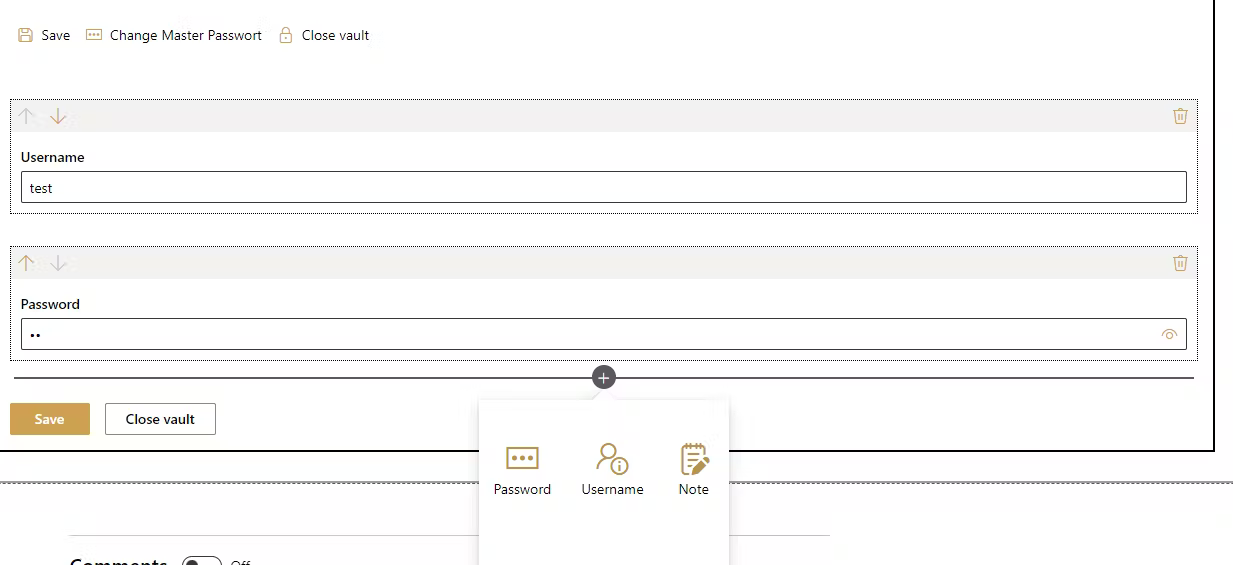 Save Change Master Passwort Close vault
Username
test
Password
••
Save Close vault
Password Username Note
Comments Off